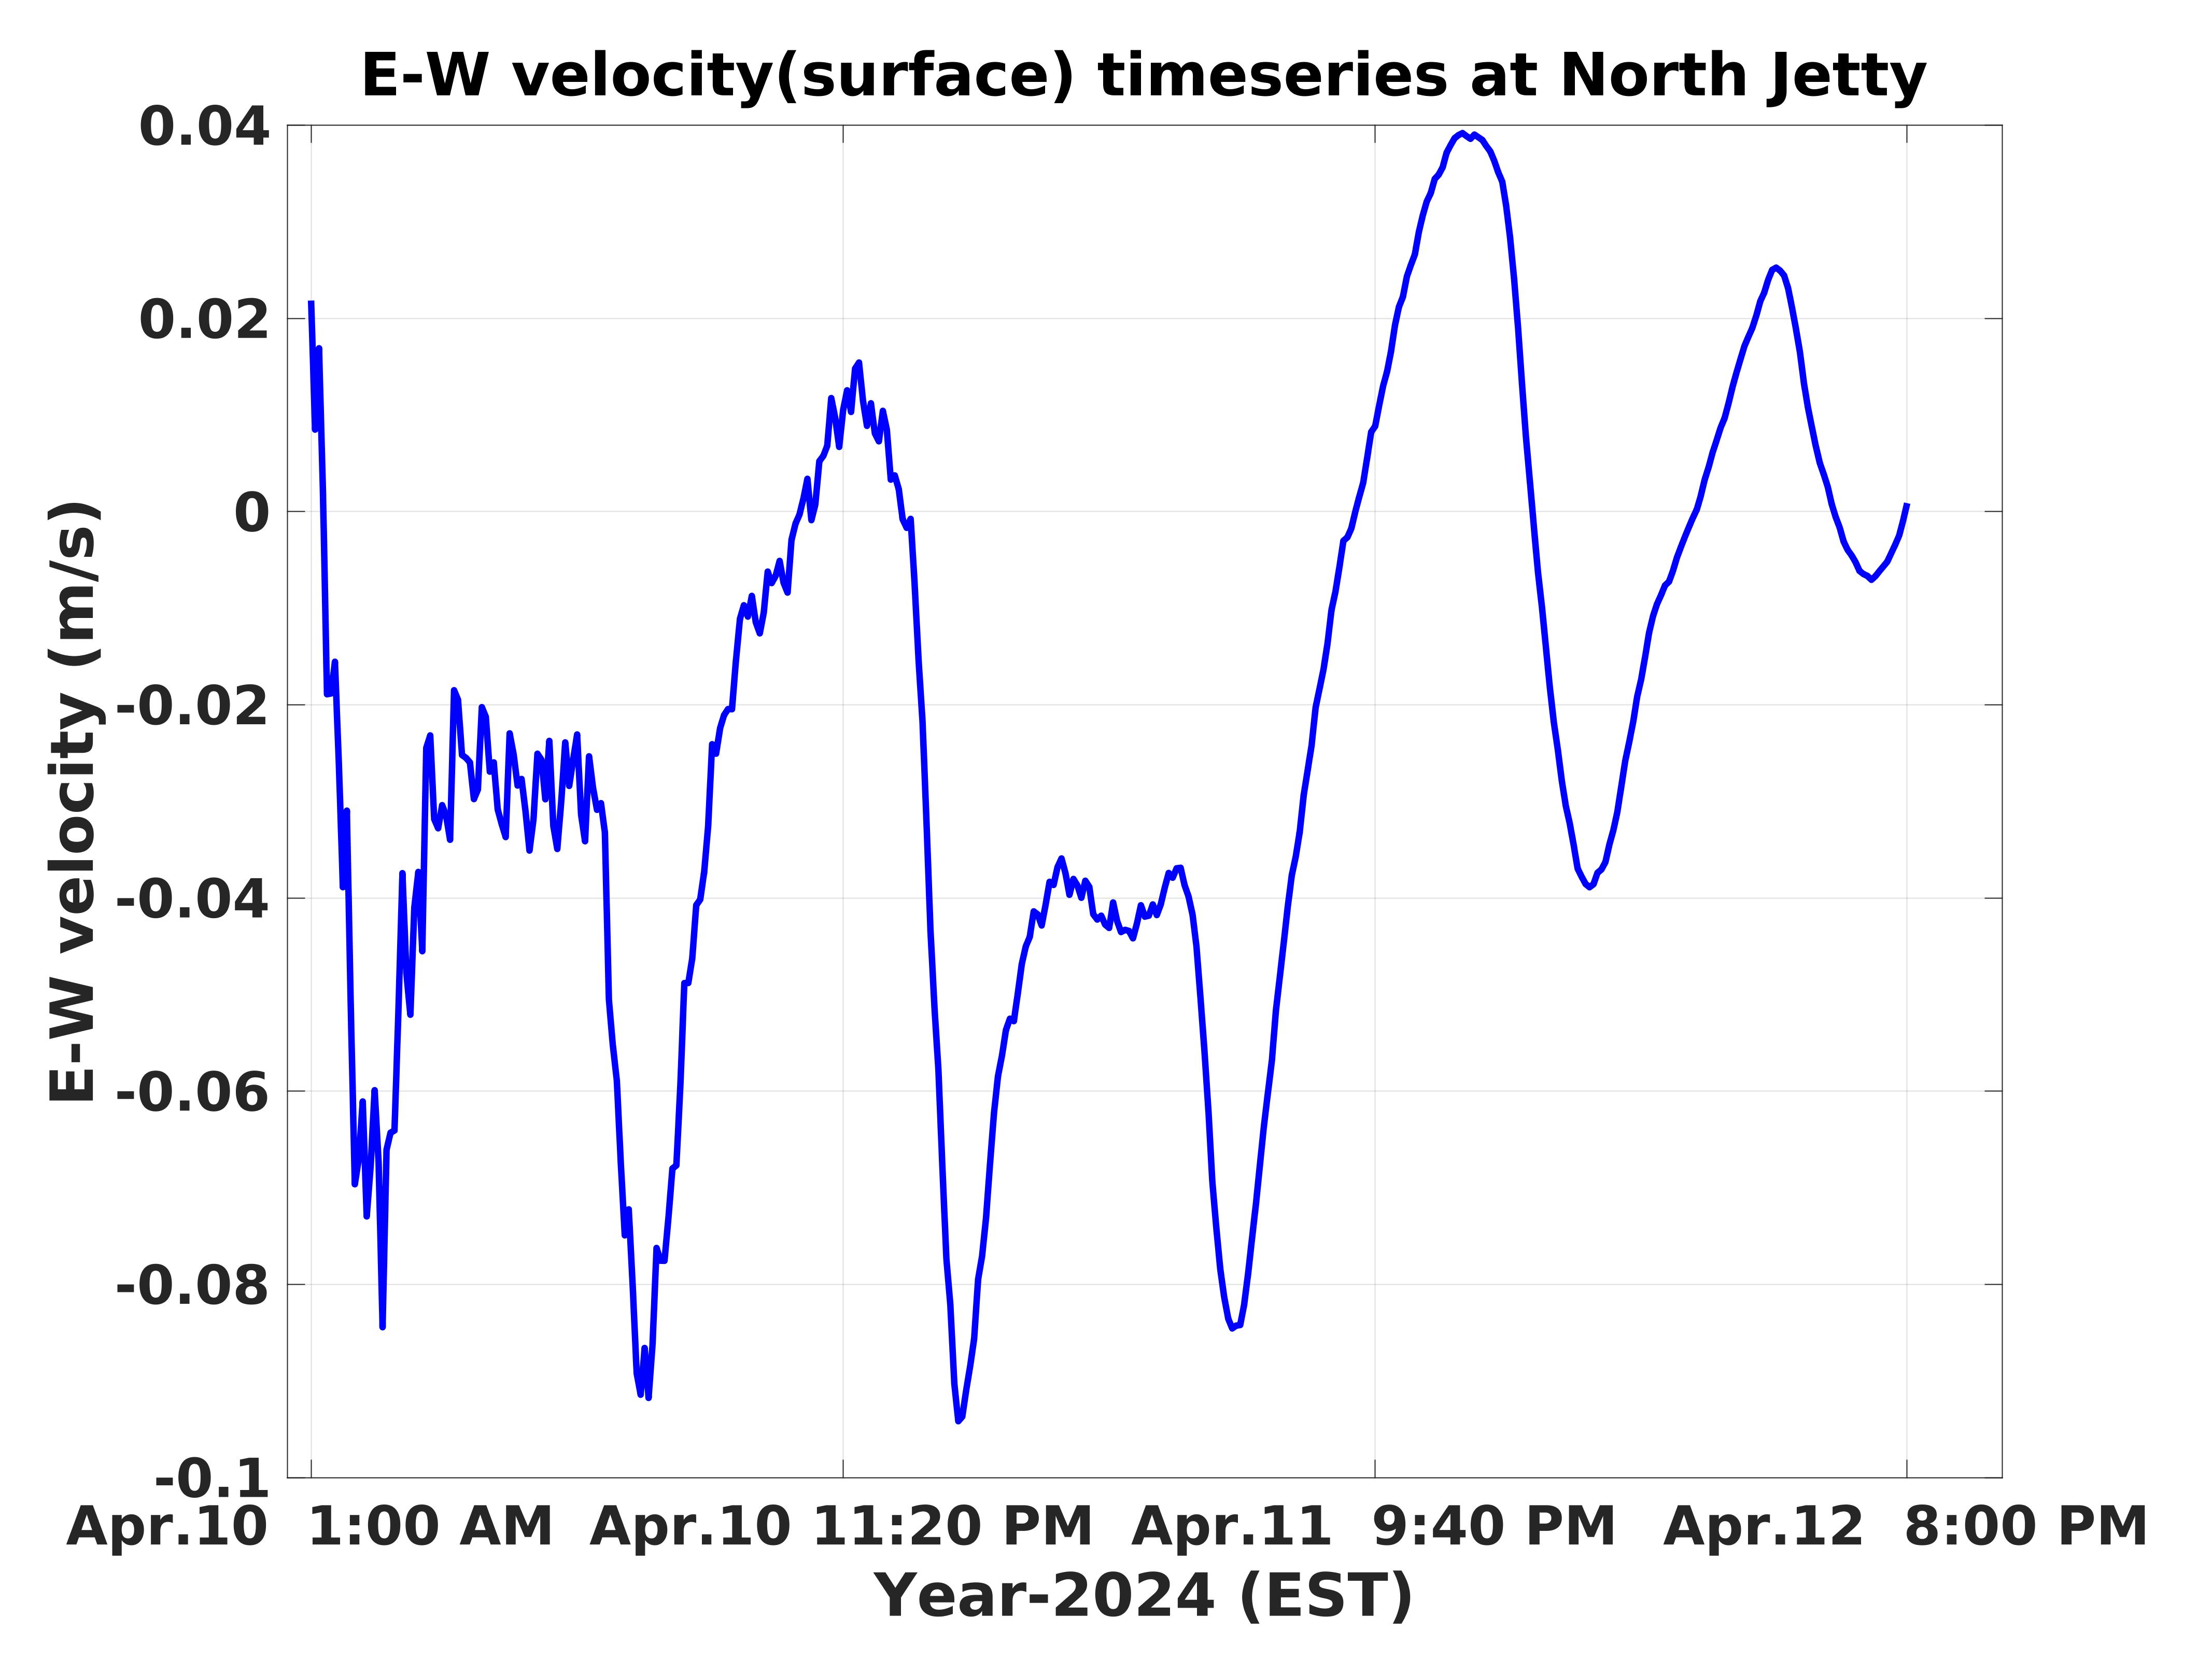 E-W velocity(surface) timeseries at North Jetty
0.04
0.02
0
-0.02
-0.04
-0.06
-0.08
-0.1
E-W velocity (m/s)
Apr.10 1:00 AM Apr.10 11:20 PM Apr.11 9:40 PM Apr.12 8:00 PM
Year-2024 (EST)